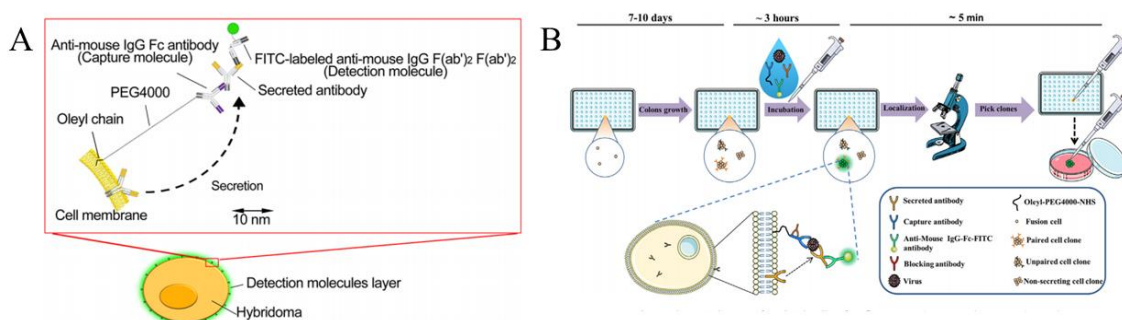 A
Anti-mouse IgG Fc antibody
(Capture molecule)
FITC-labeled anti-mouse IgG F(ab')2 F(ab')2
(Detection molecule)
Secreted antibody
PEG4000
Oleyl chain
Secretion
Cell membrane
10 nm
Detection molecules layer
Hybridoma
B
7-10 days
~ 3 hours
~ 5 min
Colons growth
Incubation
Localization
Pick clones
Secreted antibody
Capture antibody
Anti-Mouse IgG-Fc-FITC
antibody
Blocking antibody
Virus
Oleyl-PEG4000-NHS
Fusion cell
Paired cell clone
Unpaired cell clone
Non-secreting cell clone